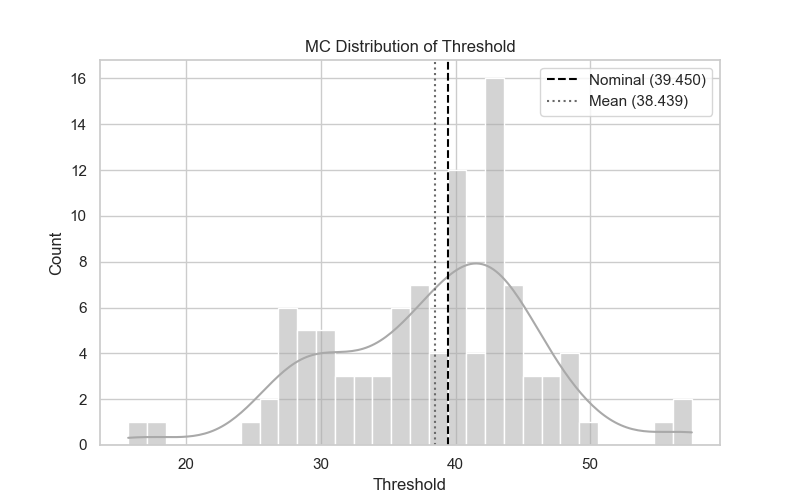 MC Distribution of Threshold
Nominal (39.450)
Mean (38.439)
16
14
12
10
8
6
4
2
0
Count
20
30
40
50
Threshold